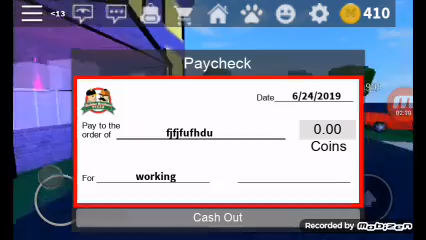 <13
410
Paycheck
Date 6/24/2019
Pay to the order of fjfjfufhdu
0.00
Coins
For working
Cash Out
Recorded by mobizen